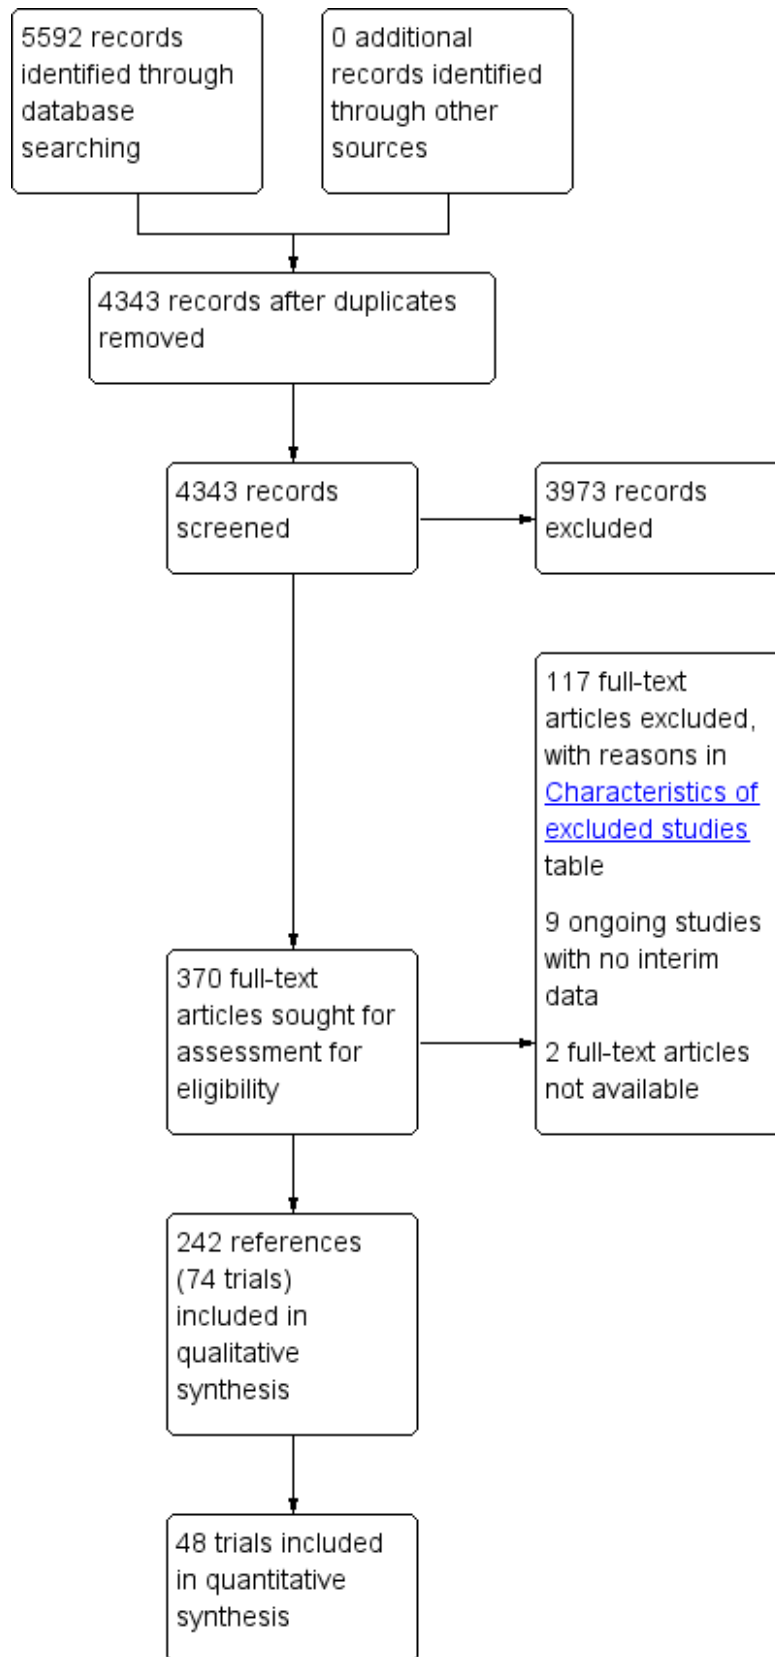 5592 records
identified through
database
searching
0 additional
records identified
through other
sources
4343 records after duplicates
removed
4343 records
screened
3973 records
excluded
117 full-text
articles excluded,
with reasons in
Characteristics of
excluded studies
table
9 ongoing studies
with no interim
data
2 full-text articles
not available
370 full-text
articles sought for
assessment for
eligibility
242 references
(74 trials)
included in
qualitative
synthesis
48 trials included
in quantitative
synthesis